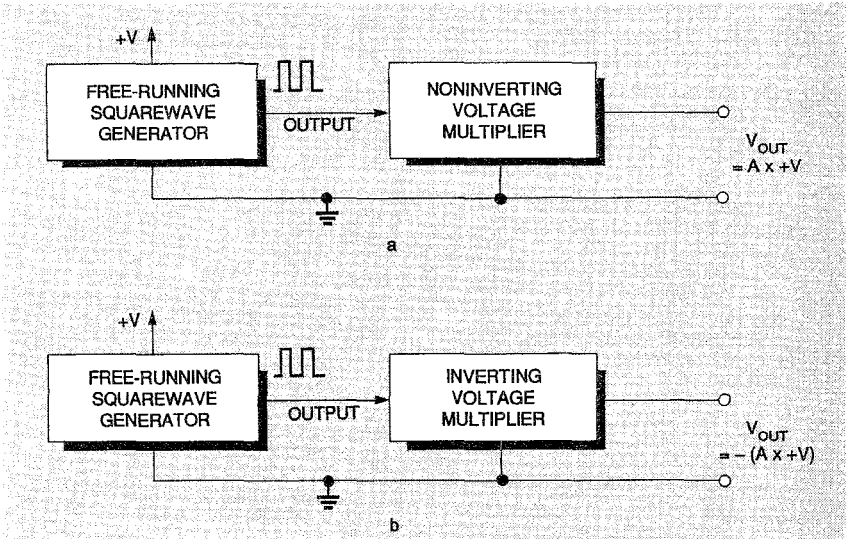 +V
FREE-RUNNING
SQUAREWAVE
GENERATOR
OUTPUT
NONINVERTING
VOLTAGE
MULTIPLIER
VOUT
= A x +V
a
+V
FREE-RUNNING
SQUAREWAVE
GENERATOR
OUTPUT
INVERTING
VOLTAGE
MULTIPLIER
VOUT
= – (A x +V)
b